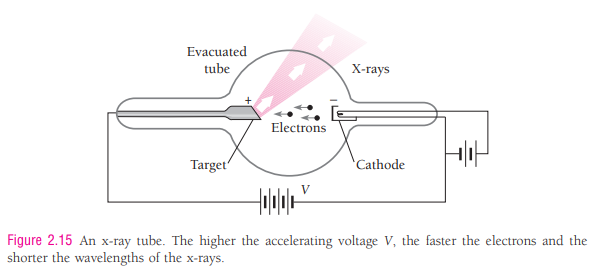 Evacuated
tube
X-rays
+
−
Electrons
Target
Cathode
V
Figure 2.15 An x-ray tube. The higher the accelerating voltage V, the faster the electrons and the
shorter the wavelengths of the x-rays.